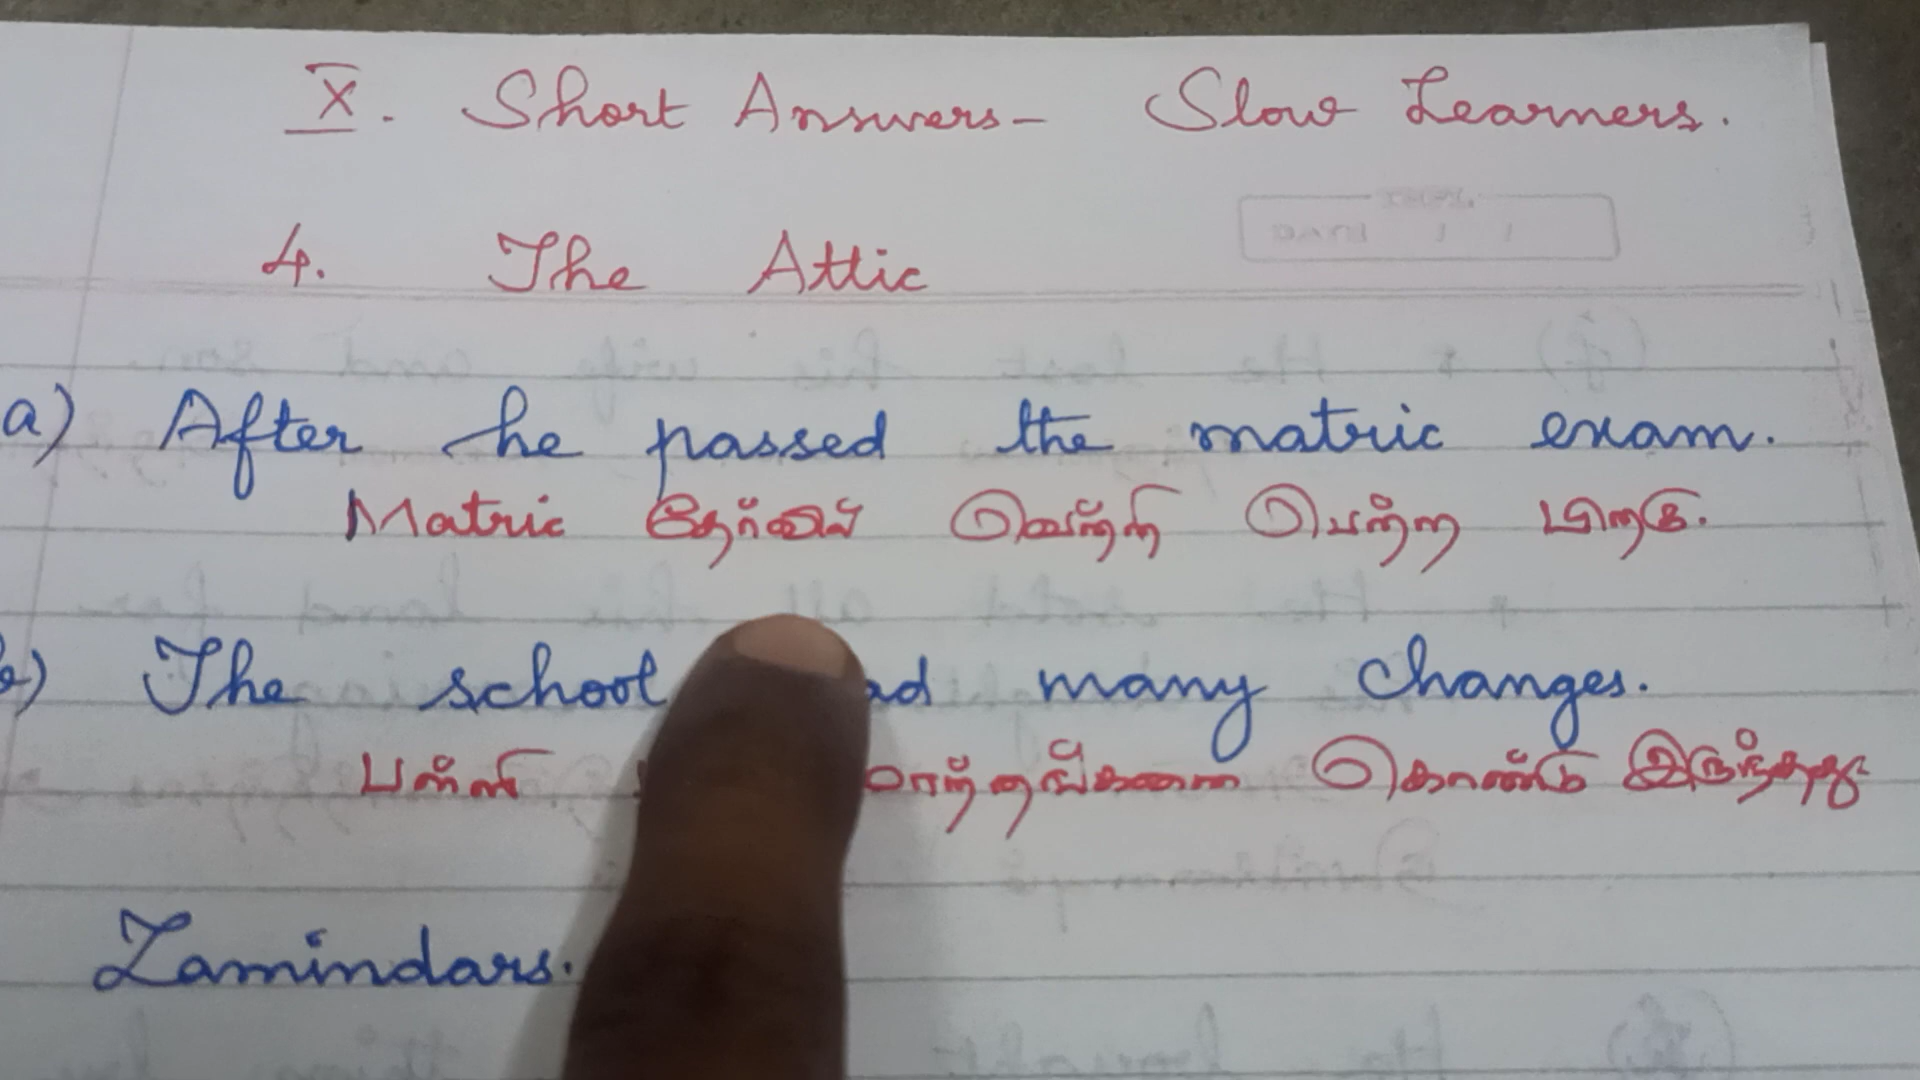 X. Short Answers - Slow Learners.
4. The Attic
a) After he passed the matric exam.
Matric தேர்வில் வெற்றி பெற்ற பிறகு.
The school many changes.
பள்ளி மாற்றங்களை கொண்டு இருந்தது
Zamindars.